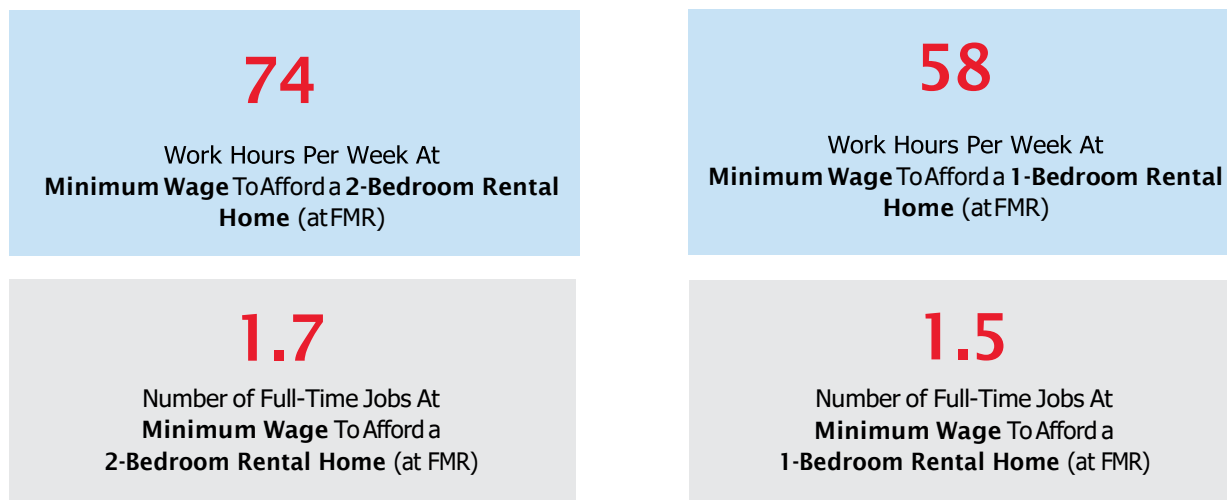 74
Work Hours Per Week At
Minimum Wage To Afford a 2-Bedroom Rental
Home (at FMR)
58
Work Hours Per Week At
Minimum Wage To Afford a 1-Bedroom Rental
Home (at FMR)
1.7
Number of Full-Time Jobs At
Minimum Wage To Afford a
2-Bedroom Rental Home (at FMR)
1.5
Number of Full-Time Jobs At
Minimum Wage To Afford a
1-Bedroom Rental Home (at FMR)